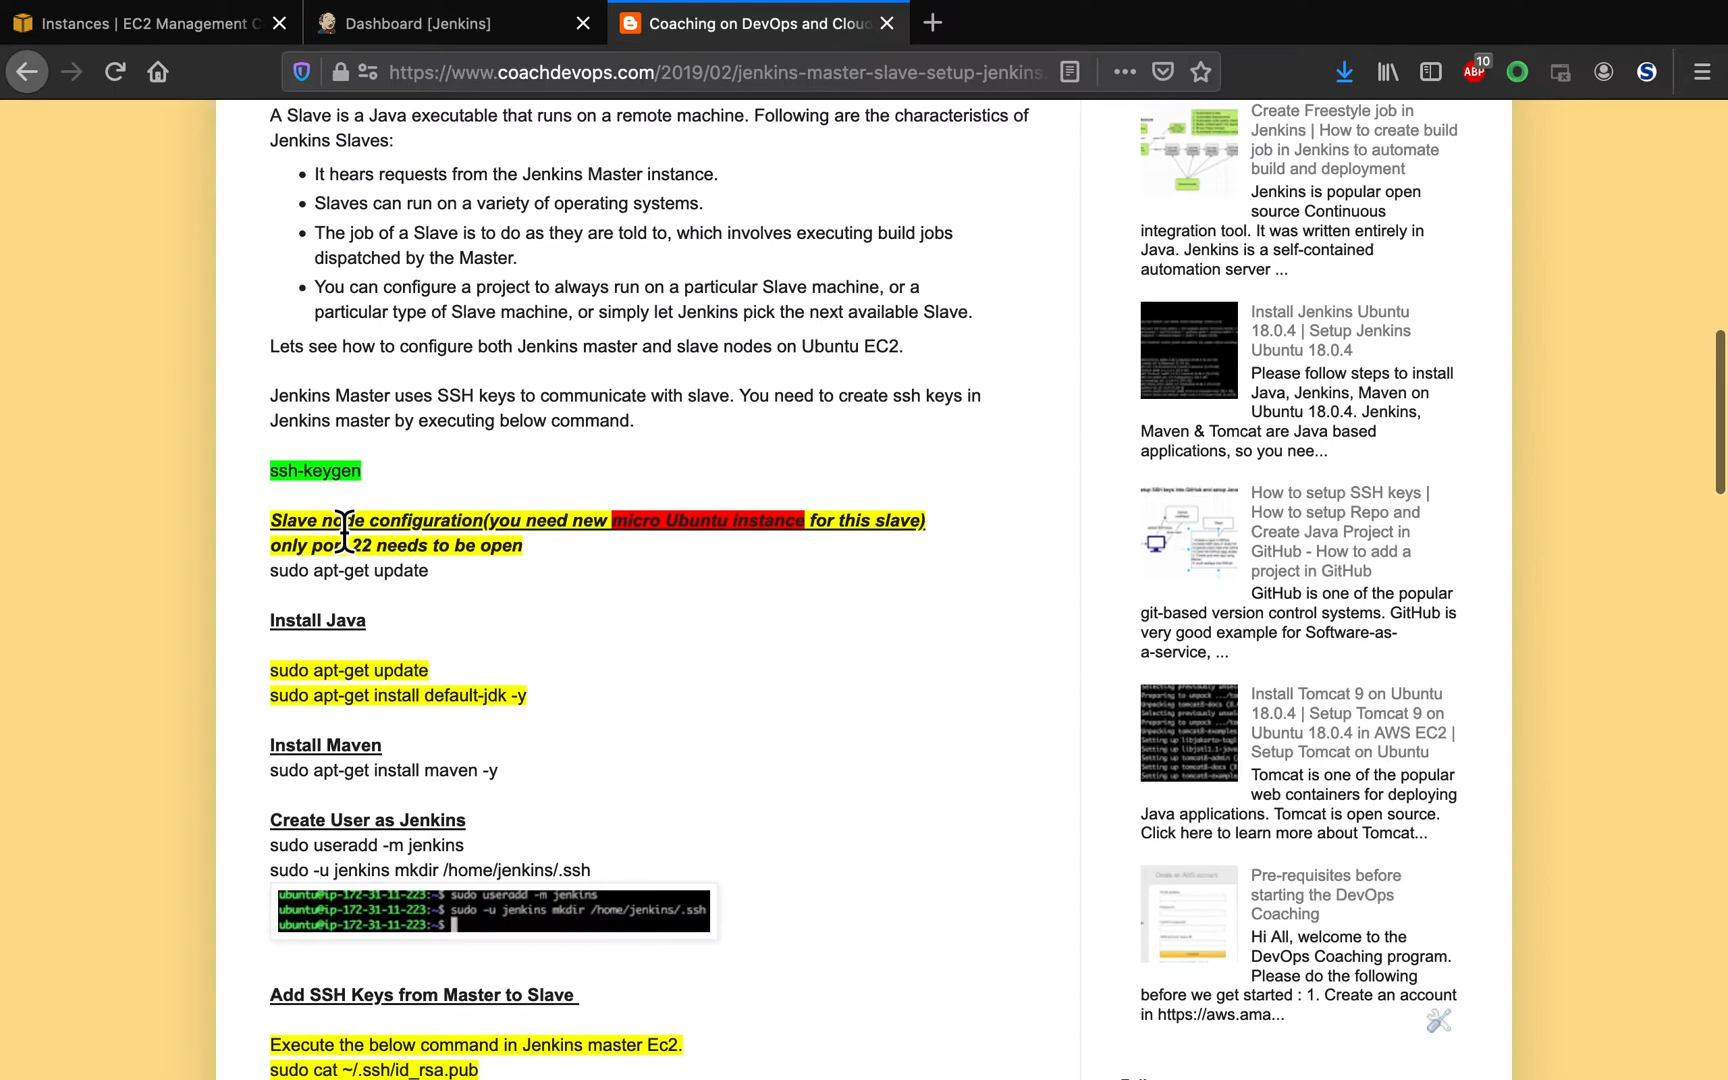 Instances | EC2 Management C
Dashboard [Jenkins]
Coaching on DevOps and Cloud
https://www.coachdevops.com/2019/02/jenkins-master-slave-setup-jenkins.
10
A Slave is a Java executable that runs on a remote machine. Following are the characteristics of
Jenkins Slaves:
It hears requests from the Jenkins Master instance.
Slaves can run on a variety of operating systems.
The job of a Slave is to do as they are told to, which involves executing build jobs
dispatched by the Master.
You can configure a project to always run on a particular Slave machine, or a
particular type of Slave machine, or simply let Jenkins pick the next available Slave.
Lets see how to configure both Jenkins master and slave nodes on Ubuntu EC2.
Jenkins Master uses SSH keys to communicate with slave. You need to create ssh keys in
Jenkins master by executing below command.
ssh-keygen
Slave node configuration(you need new micro Ubuntu instance for this slave)
only port 22 needs to be open
sudo apt-get update
Install Java
sudo apt-get update
sudo apt-get install default-jdk -y
Install Maven
sudo apt-get install maven -y
Create User as Jenkins
sudo useradd -m jenkins
sudo -u jenkins mkdir /home/jenkins/.ssh
ubuntu@ip-172-31-11-223:~$ sudo useradd -m jenkins
ubuntu@ip-172-31-11-223:~$ sudo -u jenkins mkdir /home/jenkins/.ssh
ubuntu@ip-172-31-11-223:~$
Add SSH Keys from Master to Slave
Execute the below command in Jenkins master Ec2.
sudo cat ~/.ssh/id_rsa.pub
Create Freestyle job in
Jenkins | How to create build
job in Jenkins to automate
build and deployment
Jenkins is popular open
source Continuous
integration tool. It was written entirely in
Java. Jenkins is a self-contained
automation server ...
Install Jenkins Ubuntu
18.0.4 | Setup Jenkins
Ubuntu 18.0.4
Please follow steps to install
Java, Jenkins, Maven on
Ubuntu 18.0.4. Jenkins,
Maven & Tomcat are Java based
applications, so you nee...
How to setup SSH keys |
How to setup Repo and
Create Java Project in
GitHub - How to add a
project in GitHub
GitHub is one of the popular
git-based version control systems. GitHub is
very good example for Software-as-
a-service, ...
Install Tomcat 9 on Ubuntu
18.0.4 | Setup Tomcat 9 on
Ubuntu 18.0.4 in AWS EC2 |
Setup Tomcat on Ubuntu
Tomcat is one of the popular
web containers for deploying
Java applications. Tomcat is open source.
Click here to learn more about Tomcat...
Pre-requisites before
starting the DevOps
Coaching
Hi All, welcome to the
DevOps Coaching program.
Please do the following
before we get started : 1. Create an account
in https://aws.ama...